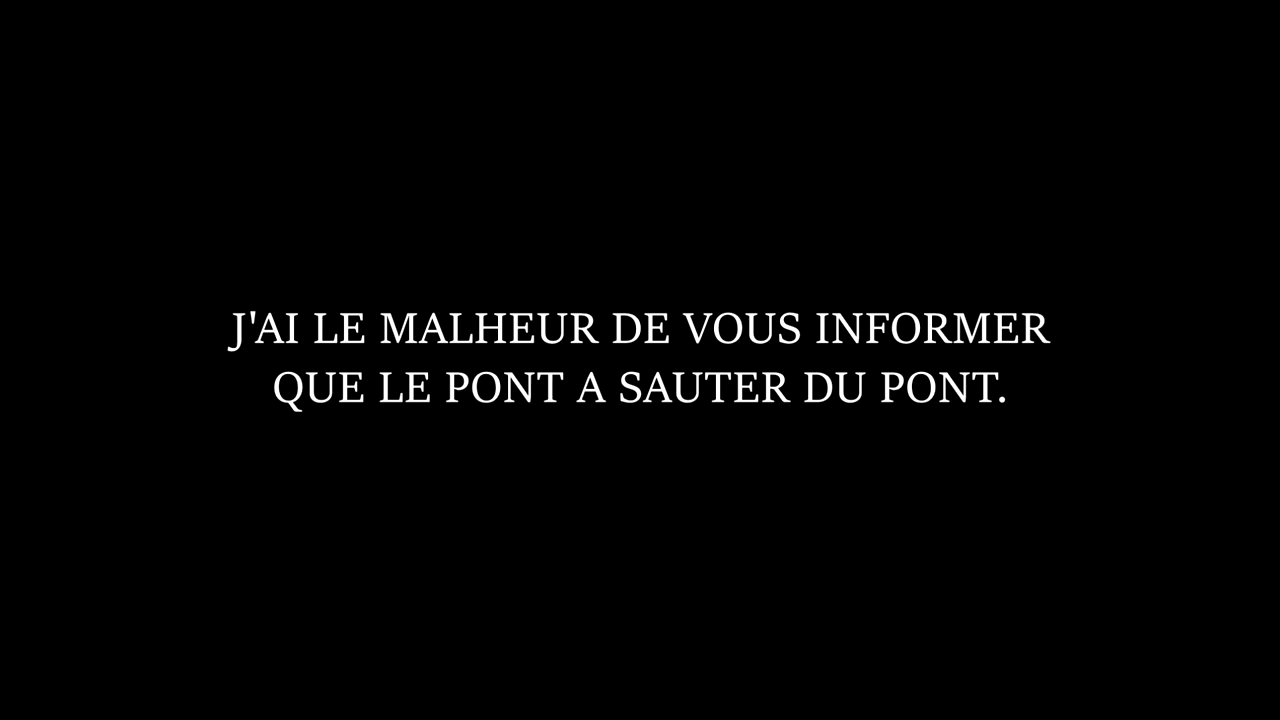 J'AI LE MALHEUR DE VOUS INFORMER
QUE LE PONT A SAUTER DU PONT.